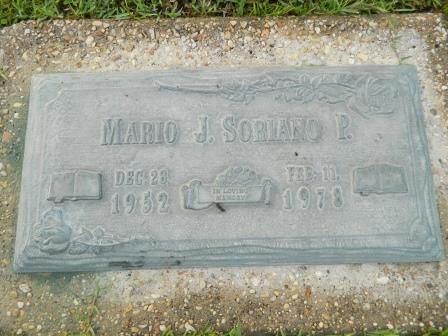 MARIO J. SORIANO P.
DEC. 28 FEB. 11
1952 1978
IN LOVING
MEMORY